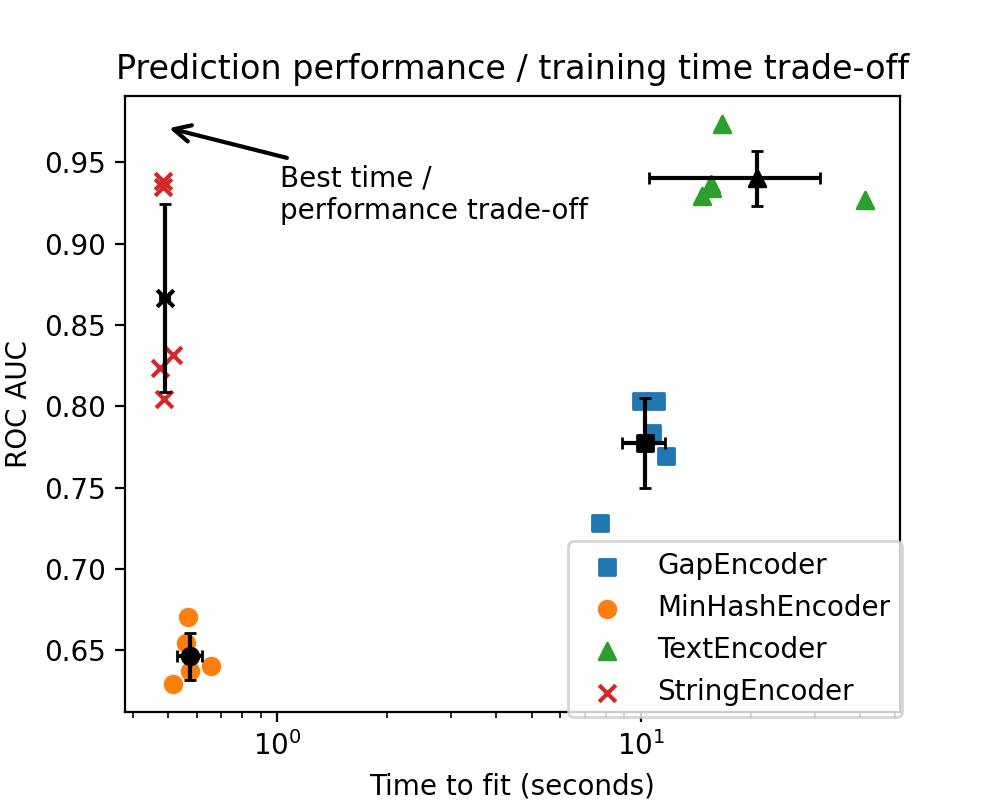 Prediction performance / training time trade-off
Best time /
performance trade-off
0.95
0.90
0.85
0.80
0.75
0.70
0.65
ROC AUC
GapEncoder
MinHashEncoder
TextEncoder
StringEncoder
10⁰
10¹
Time to fit (seconds)